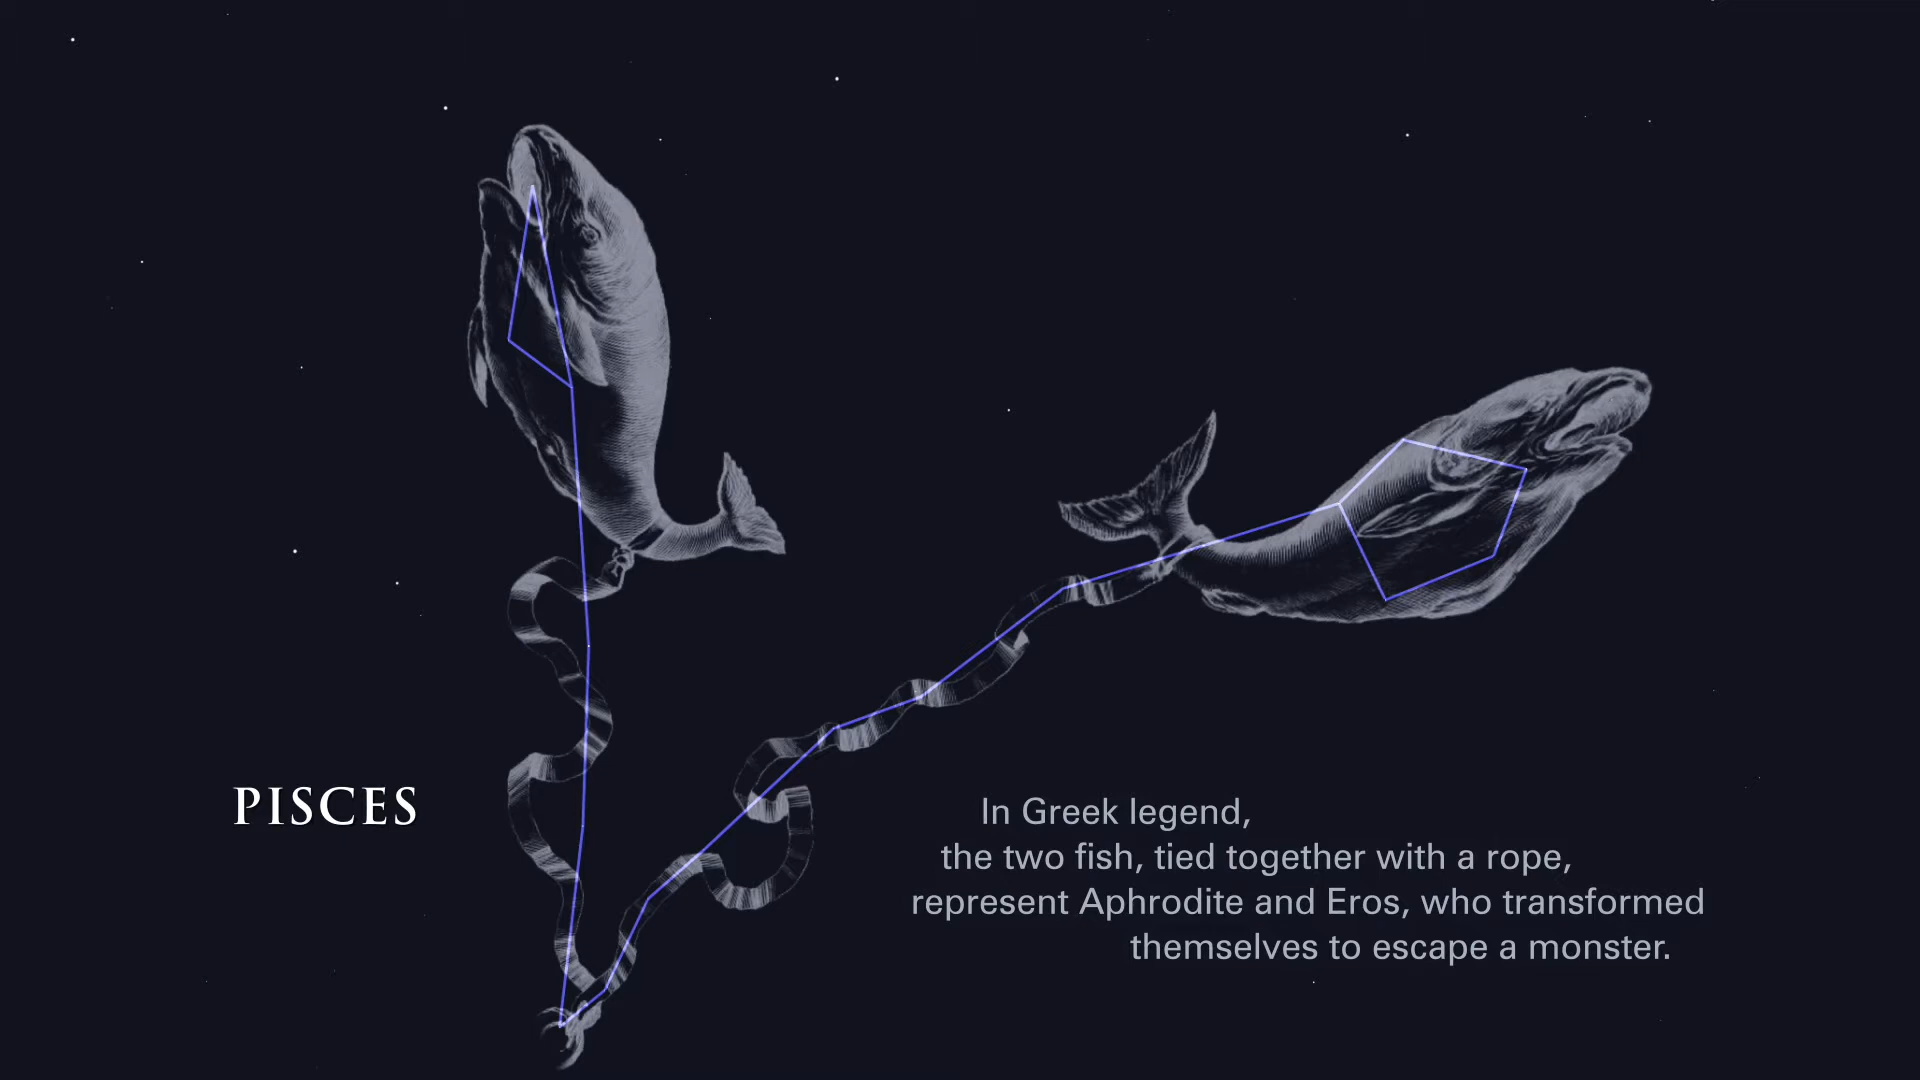 PISCES
In Greek legend,
the two fish, tied together with a rope,
represent Aphrodite and Eros, who transformed
themselves to escape a monster.